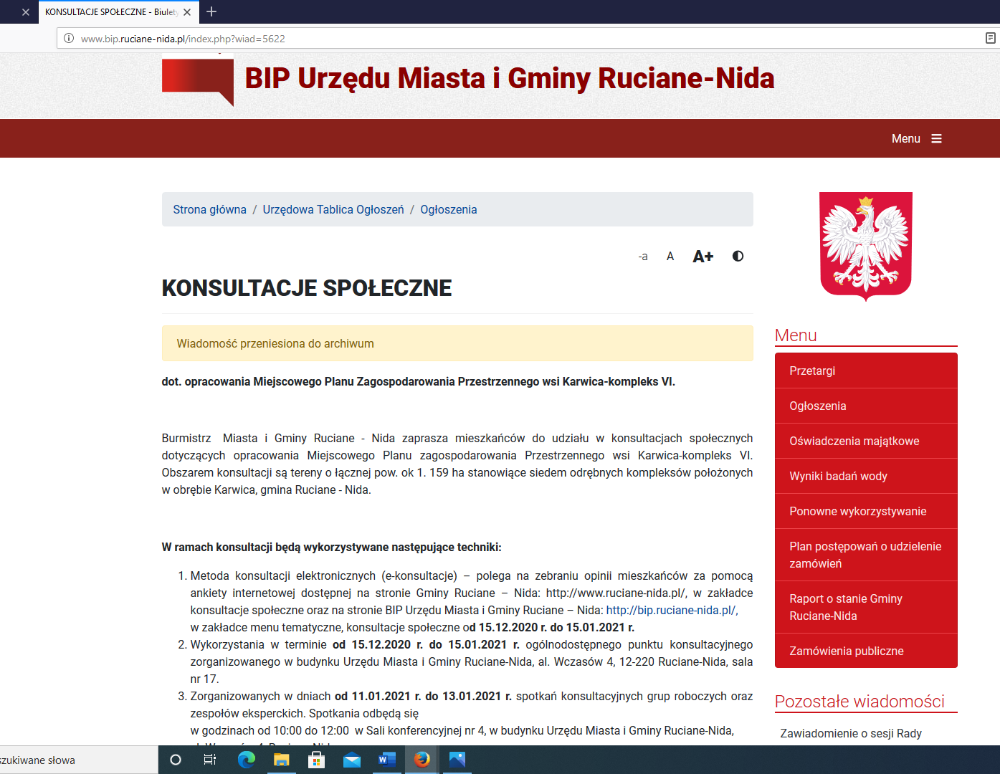 KONSULTACJE SPOŁECZNE - Biulety
www.bip.ruciane-nida.pl/index.php?wiad=5622
BIP Urzędu Miasta i Gminy Ruciane-Nida
Menu
Strona główna / Urzędowa Tablica Ogłoszeń / Ogłoszenia
-a A A+
KONSULTACJE SPOŁECZNE
Wiadomość przeniesiona do archiwum
dot. opracowania Miejscowego Planu Zagospodarowania Przestrzennego wsi Karwica-kompleks VI.
Burmistrz Miasta i Gminy Ruciane - Nida zaprasza mieszkańców do udziału w konsultacjach społecznych
dotyczących opracowania Miejscowego Planu zagospodarowania Przestrzennego wsi Karwica-kompleks VI.
Obszarem konsultacji są tereny o łącznej pow. ok 1. 159 ha stanowiące siedem odrębnych kompleksów położonych
w obrębie Karwica, gmina Ruciane - Nida.
W ramach konsultacji będą wykorzystywane następujące techniki:
1. Metoda konsultacji elektronicznych (e-konsultacje) – polega na zebraniu opinii mieszkańców za pomocą
ankiety internetowej dostępnej na stronie Gminy Ruciane – Nida: http://www.ruciane-nida.pl/, w zakładce
konsultacje społeczne oraz na stronie BIP Urzędu Miasta i Gminy Ruciane – Nida: http://bip.ruciane-nida.pl/,
w zakładce menu tematyczne, konsultacje społeczne od 15.12.2020 r. do 15.01.2021 r.
2. Wykorzystania w terminie od 15.12.2020 r. do 15.01.2021 r. ogólnodostępnego punktu konsultacyjnego
zorganizowanego w budynku Urzędu Miasta i Gminy Ruciane-Nida, al. Wczasów 4, 12-220 Ruciane-Nida, sala
nr 17.
3. Zorganizowanych w dniach od 11.01.2021 r. do 13.01.2021 r. spotkań konsultacyjnych grup roboczych oraz
zespołów eksperckich. Spotkania odbędą się
w godzinach od 10:00 do 12:00 w Sali konferencyjnej nr 4, w budynku Urzędu Miasta i Gminy Ruciane-Nida,
Menu
Przetargi
Ogłoszenia
Oświadczenia majątkowe
Wyniki badań wody
Ponowne wykorzystywanie
Plan postępowań o udzielenie
zamówień
Raport o stanie Gminy
Ruciane-Nida
Zamówienia publiczne
Pozostałe wiadomości
Zawiadomienie o sesji Rady
szukiwane słowa